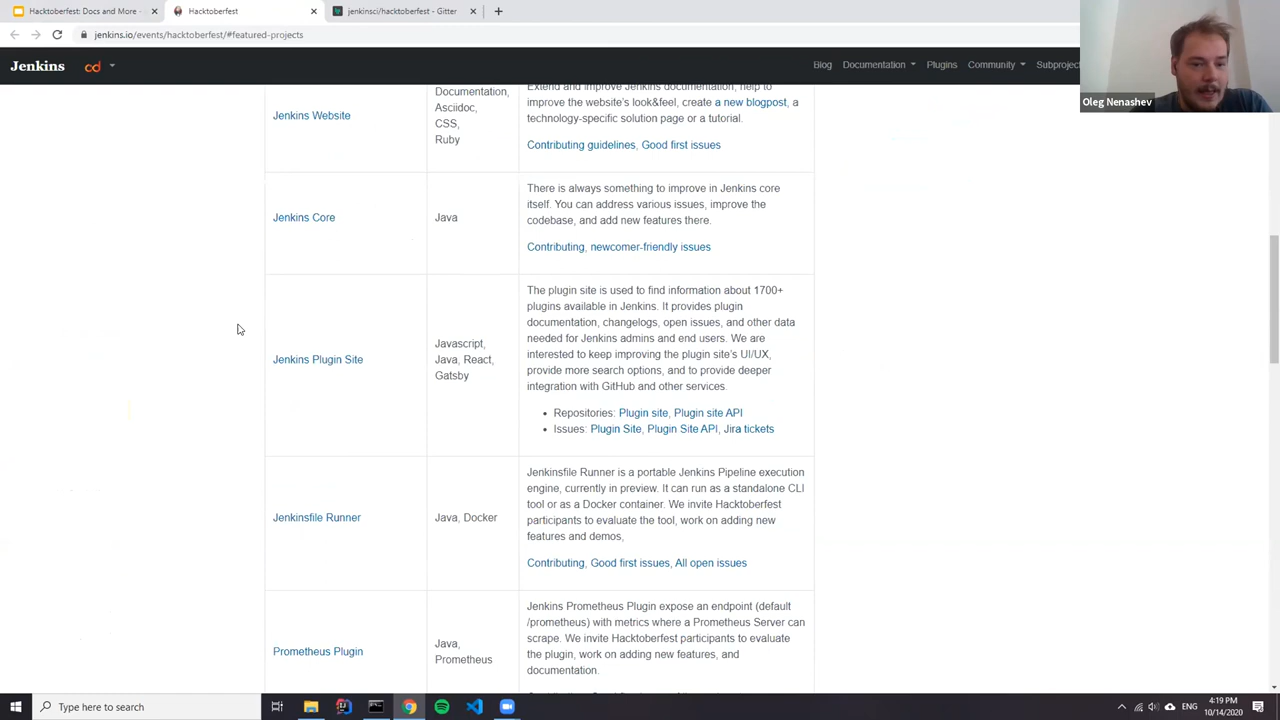 Hacktoberfest: Docs and More -
Hacktoberfest
jenkinsci/hacktoberfest - Gitter
jenkins.io/events/hacktoberfest/#featured-projects
Jenkins
cd
Blog
Documentation
Plugins
Community
Subproject
Oleg Nenashev
Jenkins Website
Documentation,
Asciidoc,
CSS,
Ruby
Extend and improve Jenkins documentation, help to
improve the website's look&feel, create a new blogpost, a
technology-specific solution page or a tutorial.
Contributing guidelines, Good first issues
Jenkins Core
Java
There is always something to improve in Jenkins core
itself. You can address various issues, improve the
codebase, and add new features there.
Contributing, newcomer-friendly issues
Jenkins Plugin Site
Javascript,
Java, React,
Gatsby
The plugin site is used to find information about 1700+
plugins available in Jenkins. It provides plugin
documentation, changelogs, open issues, and other data
needed for Jenkins admins and end users. We are
interested to keep improving the plugin site's UI/UX,
provide more search options, and to provide deeper
integration with GitHub and other services.
• Repositories: Plugin site, Plugin site API
• Issues: Plugin Site, Plugin Site API, Jira tickets
Jenkinsfile Runner
Java, Docker
Jenkinsfile Runner is a portable Jenkins Pipeline execution
engine, currently in preview. It can run as a standalone CLI
tool or as a Docker container. We invite Hacktoberfest
participants to evaluate the tool, work on adding new
features and demos,
Contributing, Good first issues, All open issues
Prometheus Plugin
Java,
Prometheus
Jenkins Prometheus Plugin expose an endpoint (default
/prometheus) with metrics where a Prometheus Server can
scrape. We invite Hacktoberfest participants to evaluate
the plugin, work on adding new features, and
documentation.
Type here to search
ENG
4:19 PM
10/14/2020